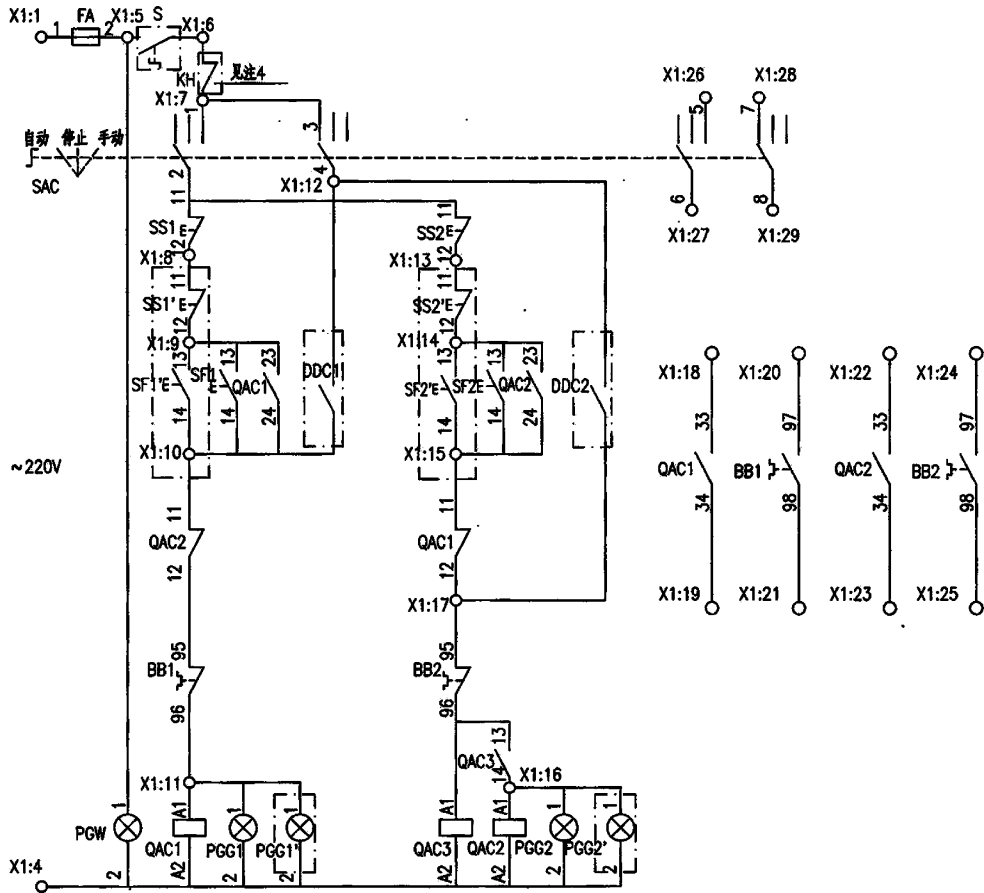 X1:1 1 FA 2 X1:5 S X1:6
KH 见注4
X1:7
X1:26 X1:28
1 3 5 7
自动 停止 手动
SAC
2 4 6 8
X1:12
X1:27 X1:29
11 11
SS1 E SS2 E
12 12
X1:8 X1:13
11 11
SS1' E SS2' E
12 12
X1:9 X1:14
13 13 23 13 13 23
SF1' E SF1 E QAC1 DDC1 SF2' E SF2 E QAC2 DDC2
14 14 24 14 14 24
X1:10 X1:15
X1:18 X1:20 X1:22 X1:24
33 97 33 97
QAC1 BB1 QAC2 BB2
34 98 34 98
X1:19 X1:21 X1:23 X1:25
~220V
11 11
QAC2 QAC1
12 12
X1:17
95 95
BB1 BB2
96 96
13
QAC3
14
X1:11 X1:16
1 A1 1 1 A1 A1 1 1
PGW QAC1 PGG1 PGG1' QAC3 QAC2 PGG2 PGG2'
2 A2 2 2 A2 A2 2 2
X1:4